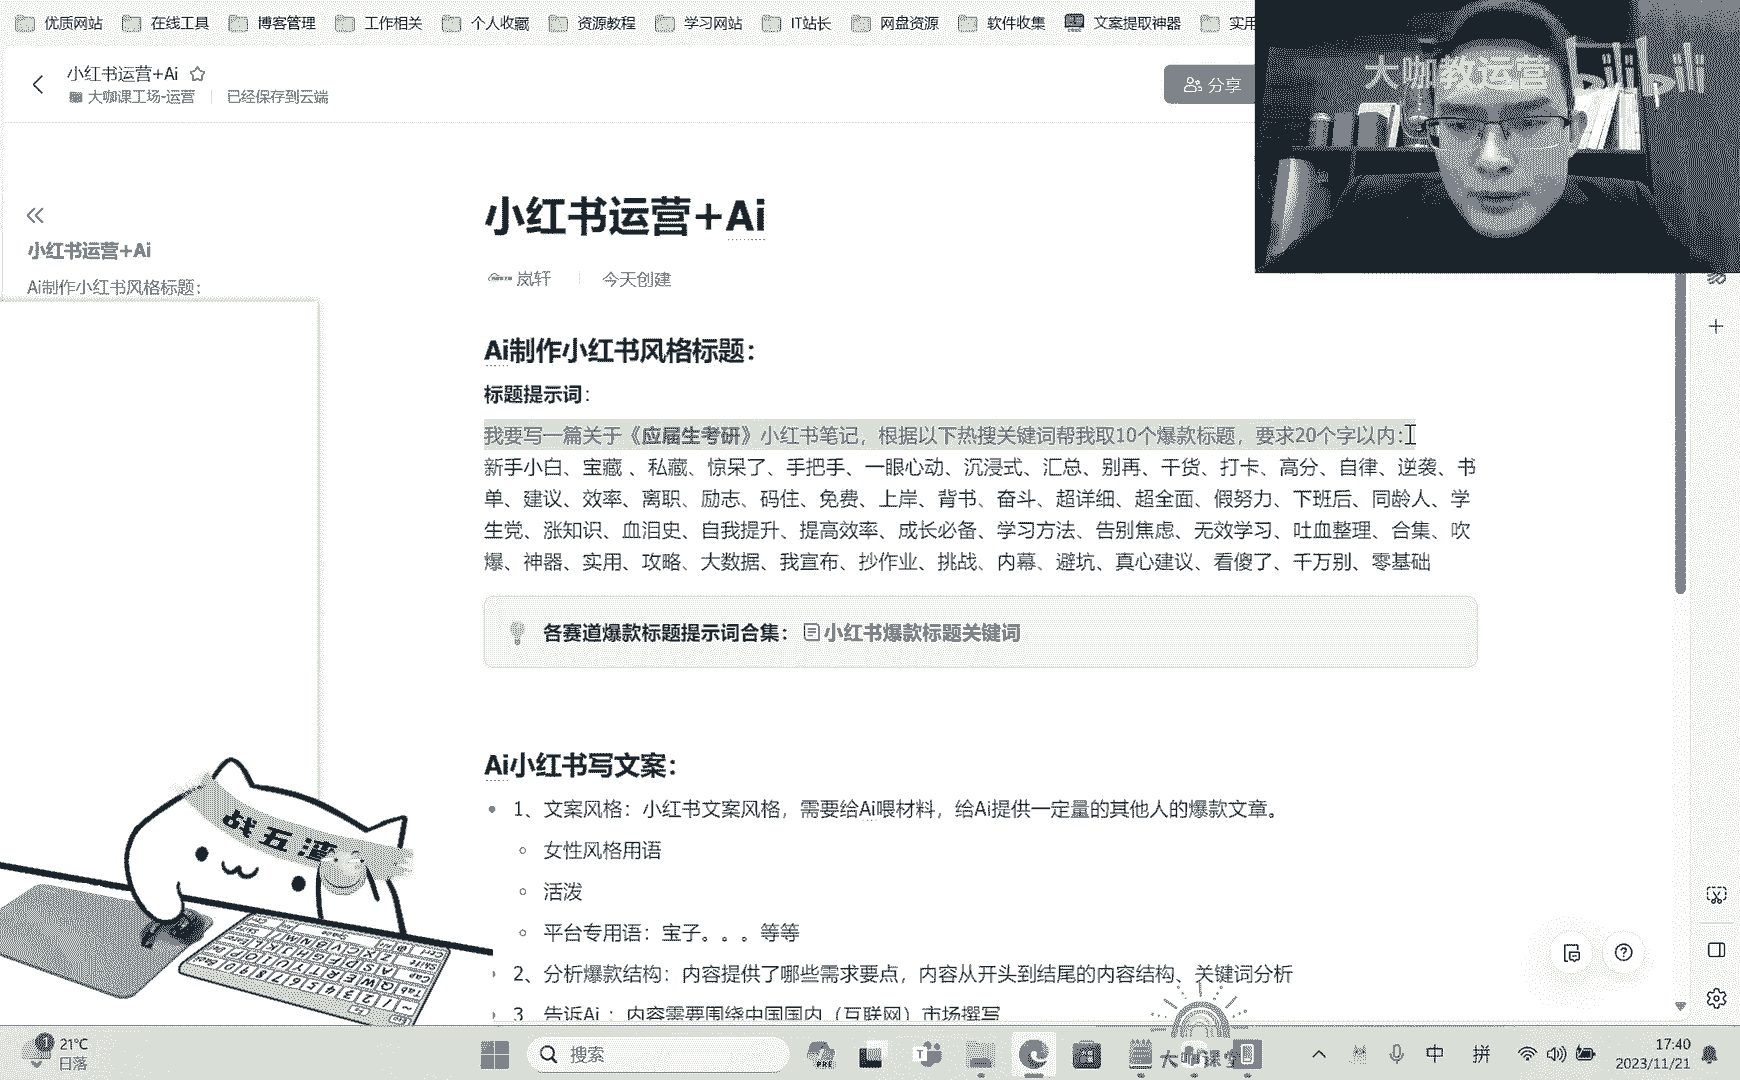 优质网站 在线工具 博客管理 工作相关 个人收藏 资源教程 学习网站 IT站长 网盘资源 软件收集 文案提取神器 实用
小红书运营+Ai
大咖课工场-运营 已经保存到云端
分享
大咖教运营 bilibili
小红书运营+Ai
Ai制作小红书风格标题:
小红书运营+Ai
岚轩 今天创建
Ai制作小红书风格标题:
标题提示词:
我要写一篇关于《应届生考研》小红书笔记，根据以下热搜关键词帮我取10个爆款标题，要求20个字以内:
新手小白、宝藏 、私藏、惊呆了、手把手、一眼心动、沉浸式、汇总、别再、干货、打卡、高分、自律、逆袭、书
单、建议、效率、离职、励志、码住、免费、上岸、背书、奋斗、超详细、超全面、假努力、下班后、同龄人、学
生党、涨知识、血泪史、自我提升、提高效率、成长必备、学习方法、告别焦虑、无效学习、吐血整理、合集、吹
爆、神器、实用、攻略、大数据、我宣布、抄作业、挑战、内幕、避坑、真心建议、看傻了、千万别、零基础
各赛道爆款标题提示词合集: 小红书爆款标题关键词
Ai小红书写文案:
1、文案风格: 小红书文案风格，需要给Ai喂材料，给Ai提供一定量的其他人的爆款文章。
女性风格用语
活泼
平台专用语: 宝子。。。等等
2、分析爆款结构: 内容提供了哪些需求要点，内容从开头到结尾的内容结构、关键词分析
3、告诉Ai : 内容需要围绕中国国内（互联网）市场撰写
战五渣
1
21°C
日落
搜索
大咖课堂
中 拼
17:40
2023/11/21